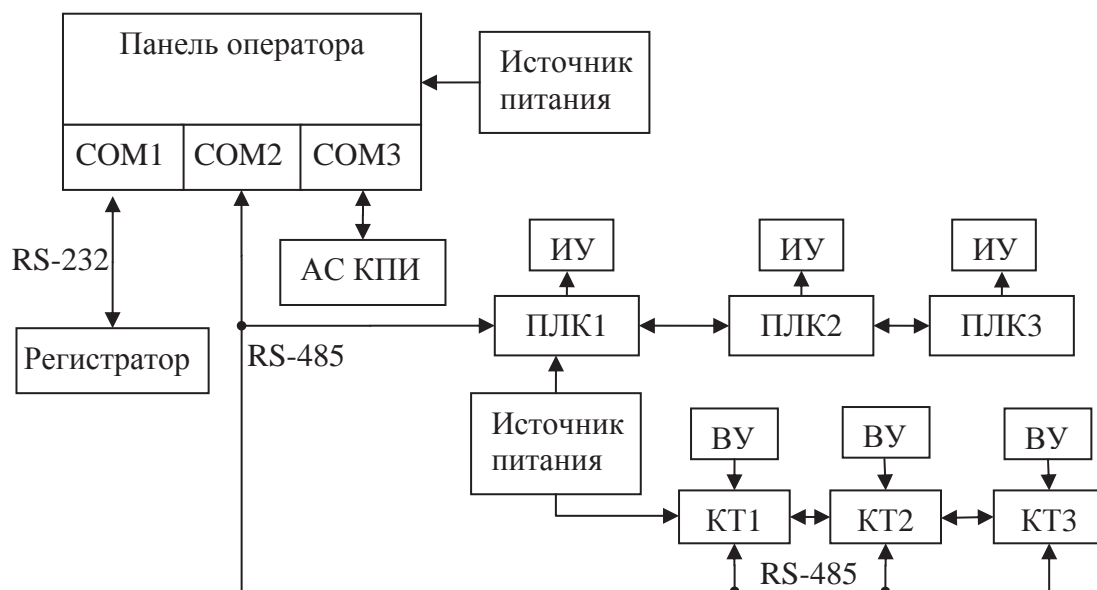 Панель оператора
Источник
питания
COM1 COM2 COM3
RS-232
АС КПИ
ИУ ИУ ИУ
ПЛК1 ПЛК2 ПЛК3
Регистратор
RS-485
Источник
питания
ВУ ВУ ВУ
КТ1 КТ2 КТ3
RS-485